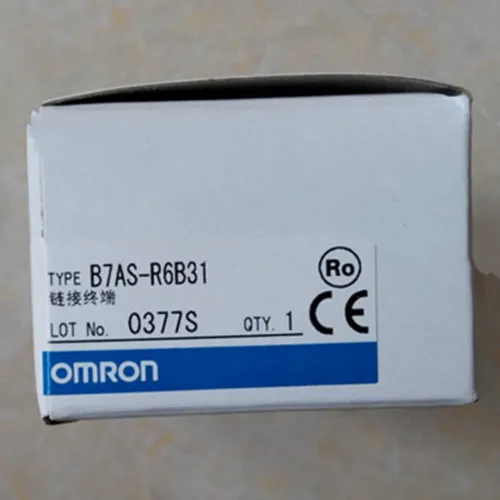 Ro
TYPE B7AS-R6B31
链接终端
LOT No. 0377S QTY. 1 CE
OMRON